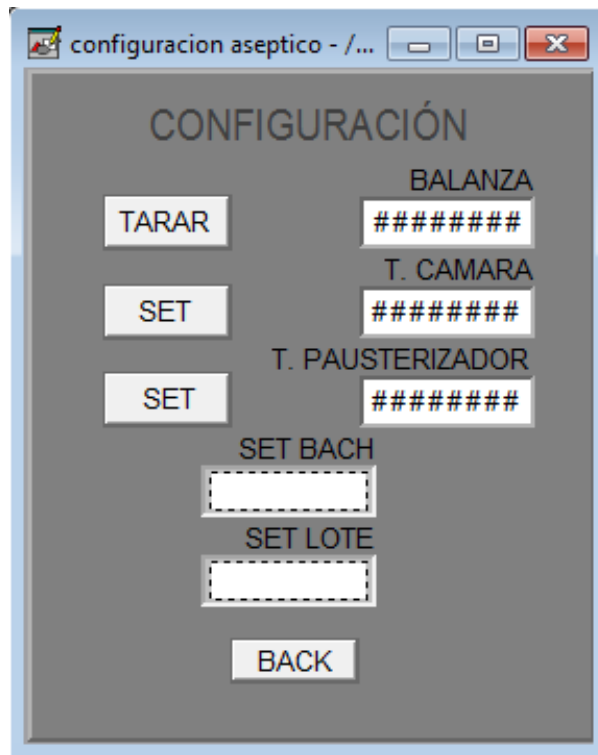 configuracion aseptico - /...
CONFIGURACIÓN
BALANZA
TARAR ########
T. CAMARA
SET ########
T. PAUSTERIZADOR
SET ########
SET BACH
SET LOTE
BACK